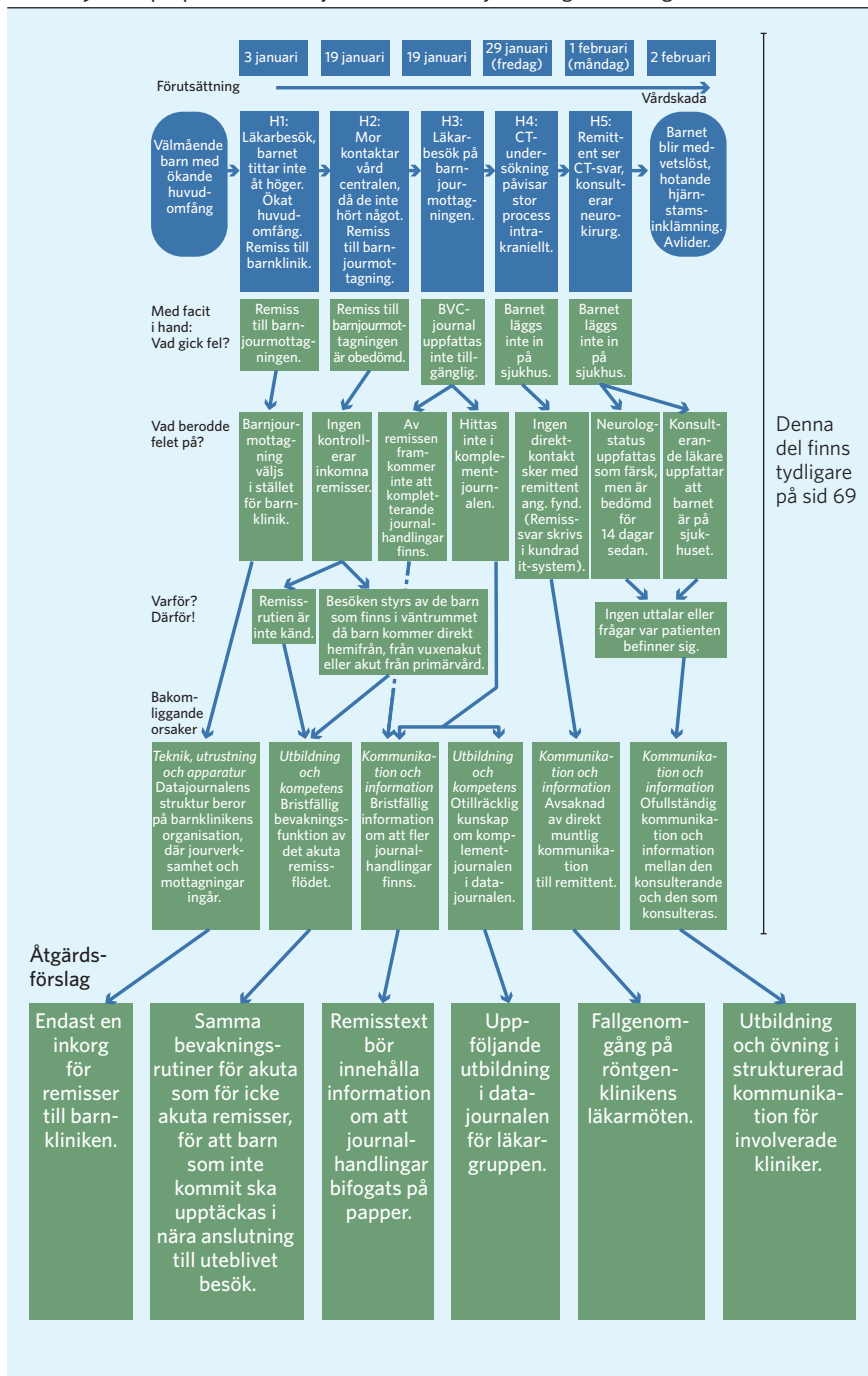 3 januari
19 januari
19 januari
29 januari
(fredag)
1 februari
(måndag)
2 februari
Förutsättning
Vårdskada
Välmående
barn med
ökande
huvud-
omfång
H1:
Läkarbesök,
barnet
tittar inte
åt höger.
Ökat
huvud-
omfång.
Remiss till
barnklinik.
H2:
Mor
kontaktar
vård
centralen,
då de inte
hört något.
Remiss
till barn-
jourmot-
tagning.
H3:
Läkar-
besök på
barn-
jour-
mottag-
ningen.
H4:
CT-
under-
sökning
påvisar
stor
process
intra-
kraniellt.
H5:
Remitt-
ent ser
CT-svar,
konsult-
erar
neuro-
kirurg.
Barnet
blir med-
vetslöst,
hotande
hjärn-
stams-
inklämning.
Avlider.
Med facit
i hand:
Vad gick fel?
Remiss
till barn-
jourmottag-
ningen.
Remiss till
barnjourmot-
tagningen
är obedömd.
BVC-
journal
uppfattas
inte till-
gänglig.
Barnet
läggs
inte in
på
sjukhus.
Barnet
läggs
inte in
på
sjukhus.
Vad berodde
felet på?
Barnjour-
mottag-
ning
väljs
i stället
för barn-
klinik.
Ingen
kontroll-
erar
inkomna
remisser.
Av
remissen
fram-
kommer
inte att
komplet-
terande
journal-
handlingar
finns.
Hittas
inte i
komple-
ment-
jour-
nalen.
Ingen
direkt-
kontakt
sker med
remittent
ang. fynd.
(Remiss-
svar skrivs
i kundrad
it-system).
Neurolog-
status
uppfattas
som färsk,
men är
bedömd
för
14 dagar
sedan.
Konsult-
eran-
de läkare
uppfattar
att
barnet
är på
sjuk-
huset.
Denna
del finns
tydligare
på sid 69
Varför?
Därför!
Remiss-
rutien är
inte känd.
Besöken styrs av de barn
som finns i väntrummet
då barn kommer direkt
hemifrån, från vuxenakut
eller akut från primärvård.
Ingen uttalar eller
frågar var patienten
befinner sig.
Bakom-
liggande
orsaker
Teknik, utrustning
och apparatur
Datajournalens
struktur beror
på barnklinikens
organisation,
där jourverk-
samhet och
mottagningar
ingår.
Utbildning
och
kompetens
Bristfällig
bevaknings-
funktion av
det akuta
remiss-
flödet.
Kommunika-
tion och
information
Bristfällig
information
om att fler
journal-
handlingar
finns.
Utbildning
och
kompetens
Otillräcklig
kunskap
om komp-
lement-
journalen
i data-
journalen.
Kommunika-
tion och
information
Avsaknad
av direkt
muntlig
kommunika-
tion
till remittent.
Kommunika-
tion och
information
Ofullständig
kommunika-
tion och
information
mellan den
konsulterande
och den som
konsulteras.
Åtgärds-
förslag
Endast en
inkorg
för
remisser
till barn-
kliniken.
Samma
bevaknings-
rutiner för akuta
som för icke
akuta remisser,
för att barn
som inte
kommit ska
upptäckas i
nära anslutning
till uteblivet
besök.
Remisstext
bör
innehålla
information
om att
journal-
handlingar
bifogats på
papper.
Upp-
följande
utbildning
i data-
journalen
för läkar-
gruppen.
Fallgenom-
gång på
röntgen-
klinikens
läkarmöten.
Utbildning
och övning i
strukturerad
kommunika-
tion för
involverade
kliniker.